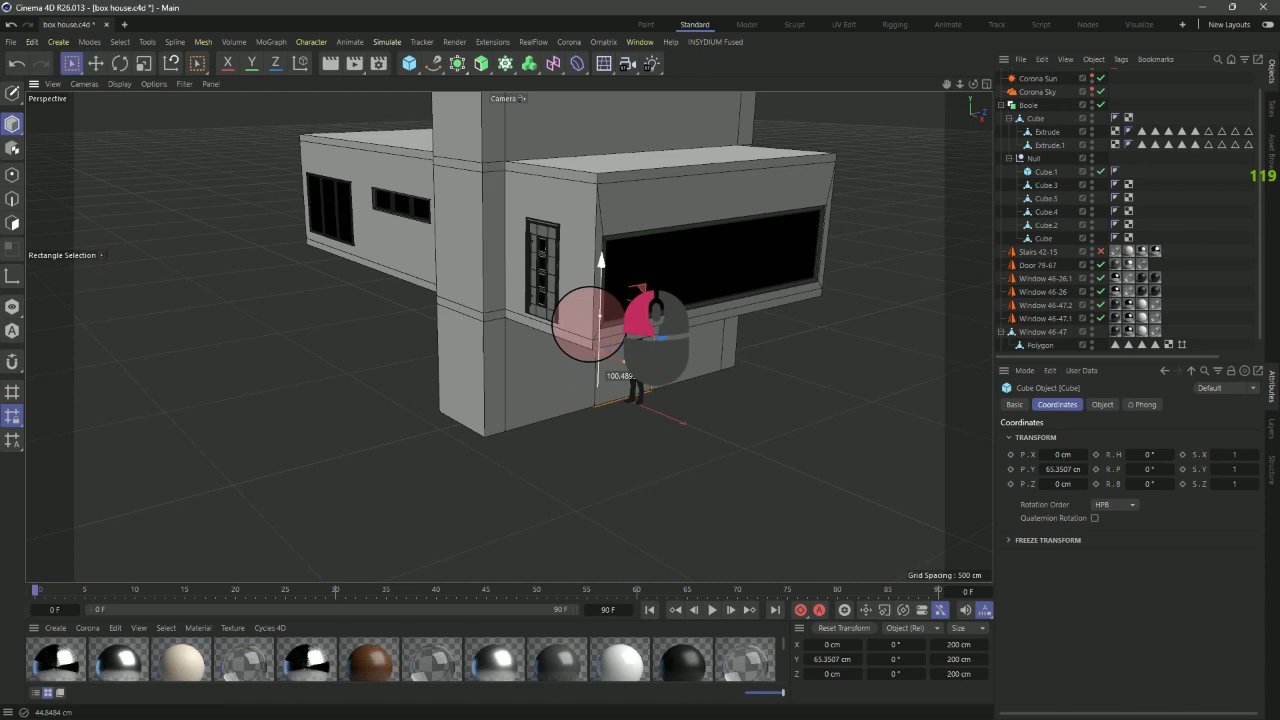 Cinema 4D R26.013 - [box house.c4d *] - Main
box house.c4d *
Paint Standard Model Sculpt UV Edit Rigging Animate Track Script Nodes Visualize New Layouts
File Edit Create Modes Select Tools Spline Mesh Volume MoGraph Character Animate Simulate Tracker Render Extensions RealFlow Corona Ornatrix Window Help INSYDIUM Fused
X Y Z
View Cameras Display Options Filter Panel
File Edit View Object Tags Bookmarks
Perspective
Camera
Y
Z
X
Corona Sun
Corona Sky
Boole
Cube
Extrude
Extrude.1
Null
Cube.1
119
Cube.3
Cube.5
Cube.4
Cube.2
Cube
Rectangle Selection
Stairs 42-15
Door 79-67
Window 46-26.1
Window 46-26
Window 46-47.2
Window 46-47.1
Window 46-47
Polygon
100.489
Objects
Takes
Asset Browser
Attributes
Layers
Structure
Mode Edit User Data
Cube Object [Cube]
Default
Basic Coordinates Object Phong
Coordinates
TRANSFORM
P . X 0 cm R . H 0 ° S . X 1
P . Y 65.3507 cm R . P 0 ° S . Y 1
P . Z 0 cm R . B 0 ° S . Z 1
Rotation Order HPB
Quaternion Rotation
FREEZE TRANSFORM
Grid Spacing : 500 cm
0 5 10 15 20 25 30 35 40 45 50 55 60 65 70 75 80 85 90 0 F
0 F 0 F 90 F 90 F
Create Corona Edit View Select Material Texture Cycles 4D
Reset Transform Object (Rel) Size
X 0 cm 0 ° 200 cm
Y 65.3507 cm 0 ° 200 cm
Z 0 cm 0 ° 200 cm
44.8484 cm